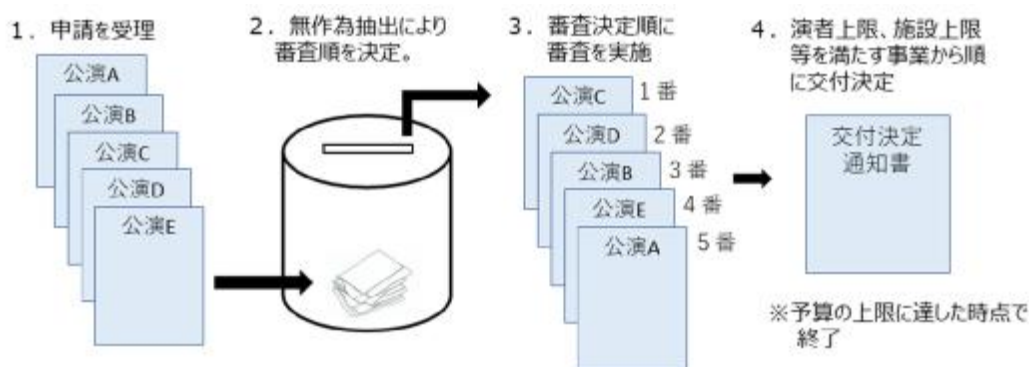 1．申請を受理
公演A
公演B
公演C
公演D
公演E
2．無作為抽出により
審査順を決定。
3．審査決定順に
審査を実施
公演C 1番
公演D 2番
公演B 3番
公演E 4番
公演A 5番
4．演者上限、施設上限
等を満たす事業から順
に交付決定
交付決定
通知書
※予算の上限に達した時点で
終了